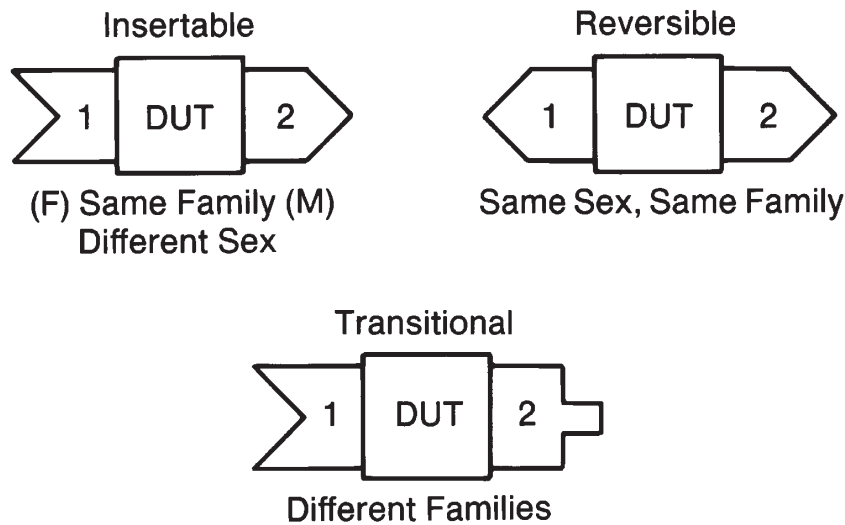 Insertable
1 DUT 2
(F) Same Family (M)
Different Sex
Reversible
1 DUT 2
Same Sex, Same Family
Transitional
1 DUT 2
Different Families